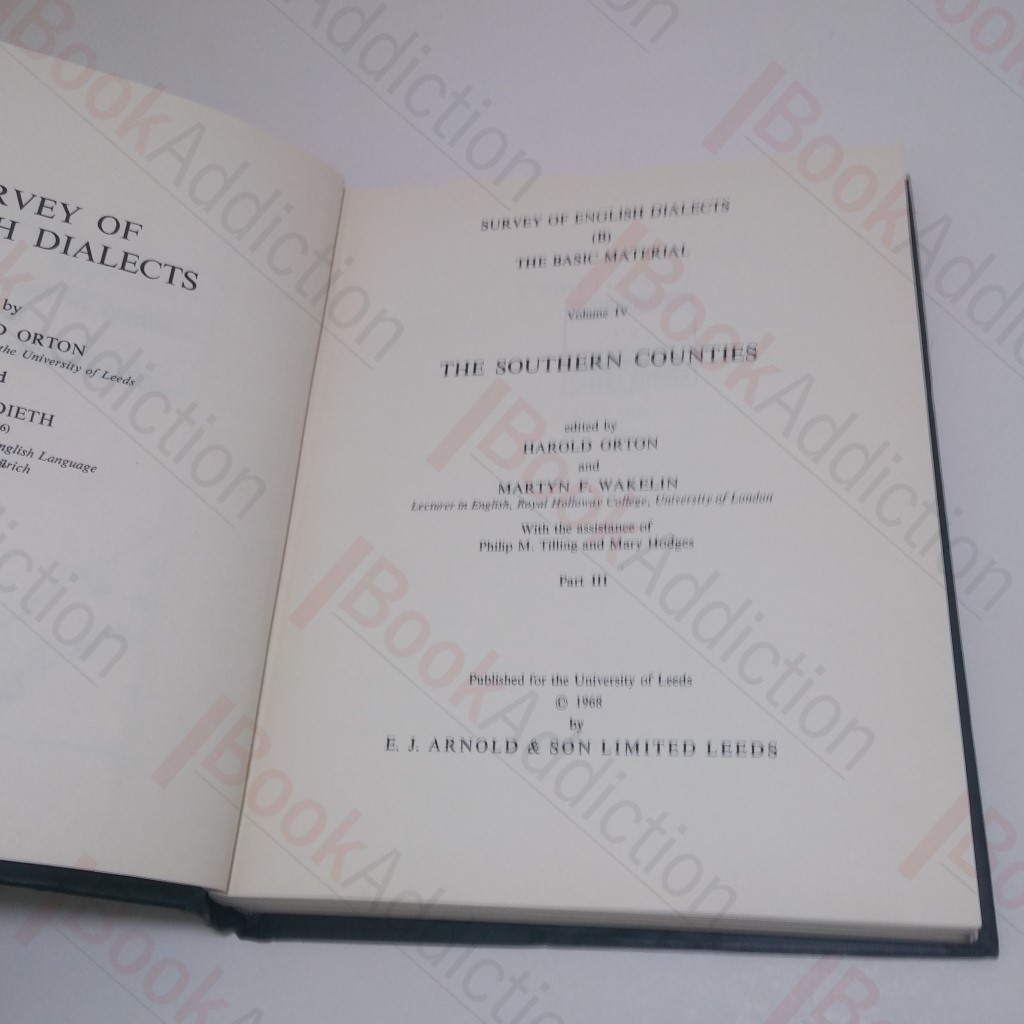 RVEY OF
H DIALECTS
by
D ORTON
the University of Leeds
d
DIETH
6)
nglish Language
ürich
SURVEY OF ENGLISH DIALECTS
(B)
THE BASIC MATERIAL
Volume IV
THE SOUTHERN COUNTIES
edited by
HAROLD ORTON
and
MARTYN F. WAKELIN
Lecturer in English, Royal Holloway College, University of London
With the assistance of
Philip M. Tilling and Mary Hodges
Part III
Published for the University of Leeds
© 1968
by
E. J. ARNOLD & SON LIMITED LEEDS
BookAddiction